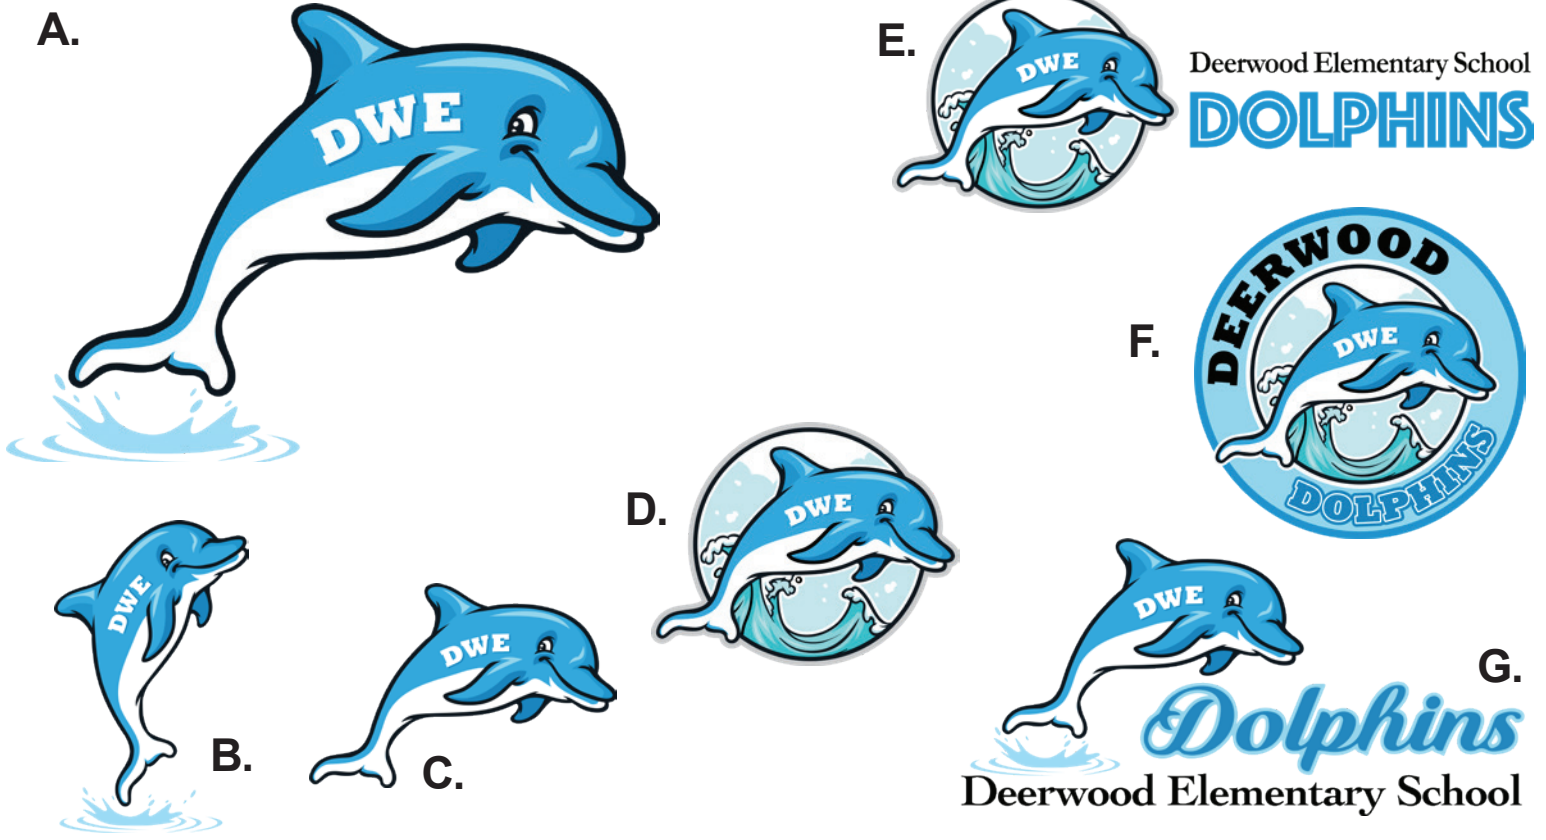 A.
DWE
B.
DWE
C.
DWE
D.
DWE
E.
DWE
Deerwood Elementary School
DOLPHINS
F.
DEERWOOD
DWE
DOLPHINS
G.
DWE
Dolphins
Deerwood Elementary School